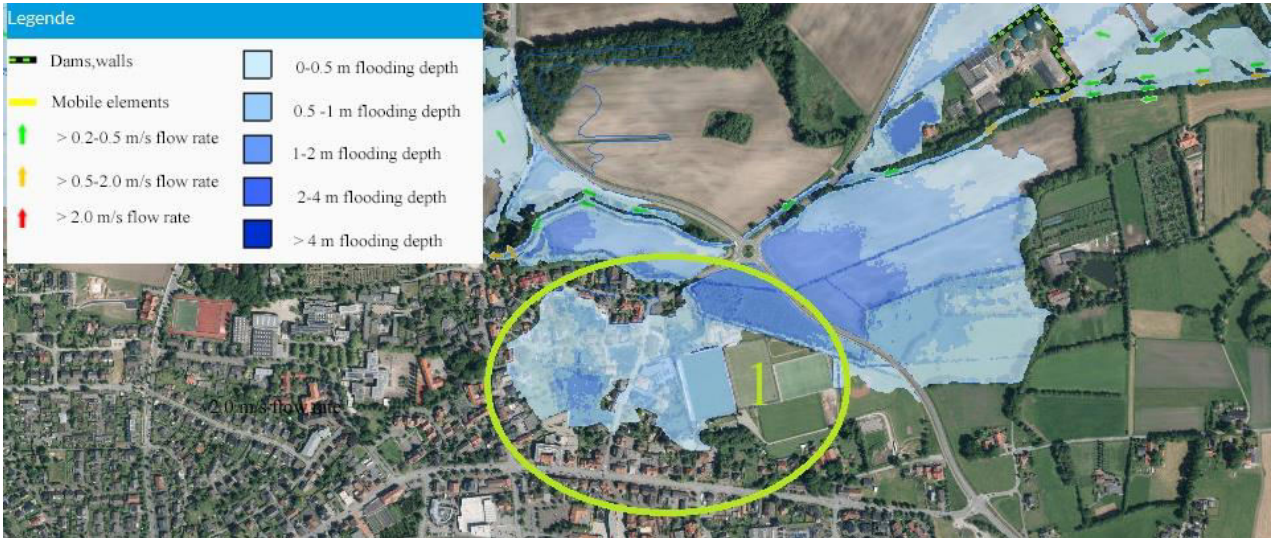 Legende
Dams,walls
Mobile elements
> 0.2-0.5 m/s flow rate
> 0.5-2.0 m/s flow rate
> 2.0 m/s flow rate
0-0.5 m flooding depth
0.5 -1 m flooding depth
1-2 m flooding depth
2-4 m flooding depth
> 4 m flooding depth
1
2.0 m/s flow rate